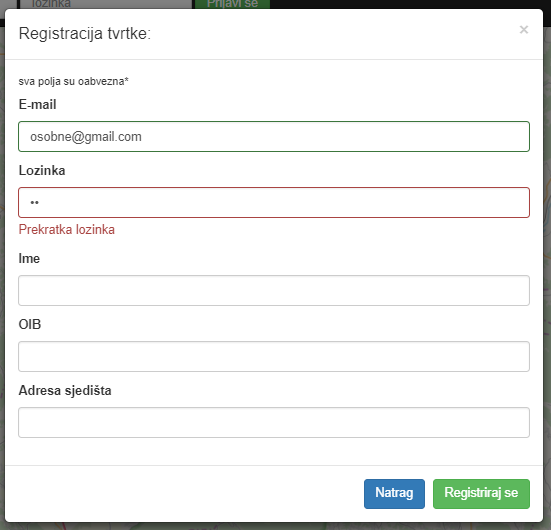 lozinka
Prijavi se
Registracija tvrtke:
×
sva polja su oabvezna*
E-mail
osobne@gmail.com
Lozinka
••
Prekratka lozinka
Ime
OIB
Adresa sjedišta
Natrag
Registriraj se